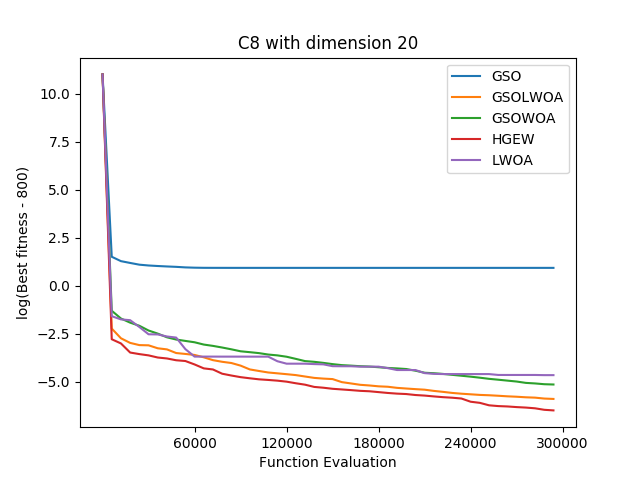 C8 with dimension 20
log(Best fitness - 800)
10.0
7.5
5.0
2.5
0.0
−2.5
−5.0
GSO
GSOLWOA
GSOWOA
HGEW
LWOA
60000 120000 180000 240000 300000
Function Evaluation